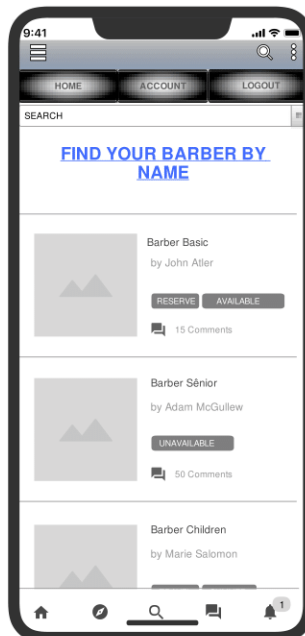 9:41
HOME ACCOUNT LOGOUT
SEARCH
FIND YOUR BARBER BY
NAME
Barber Basic
by John Atler
RESERVE AVAILABLE
15 Comments
Barber Sênior
by Adam McGullew
UNAVAILABLE
50 Comments
Barber Children
by Marie Salomon
1